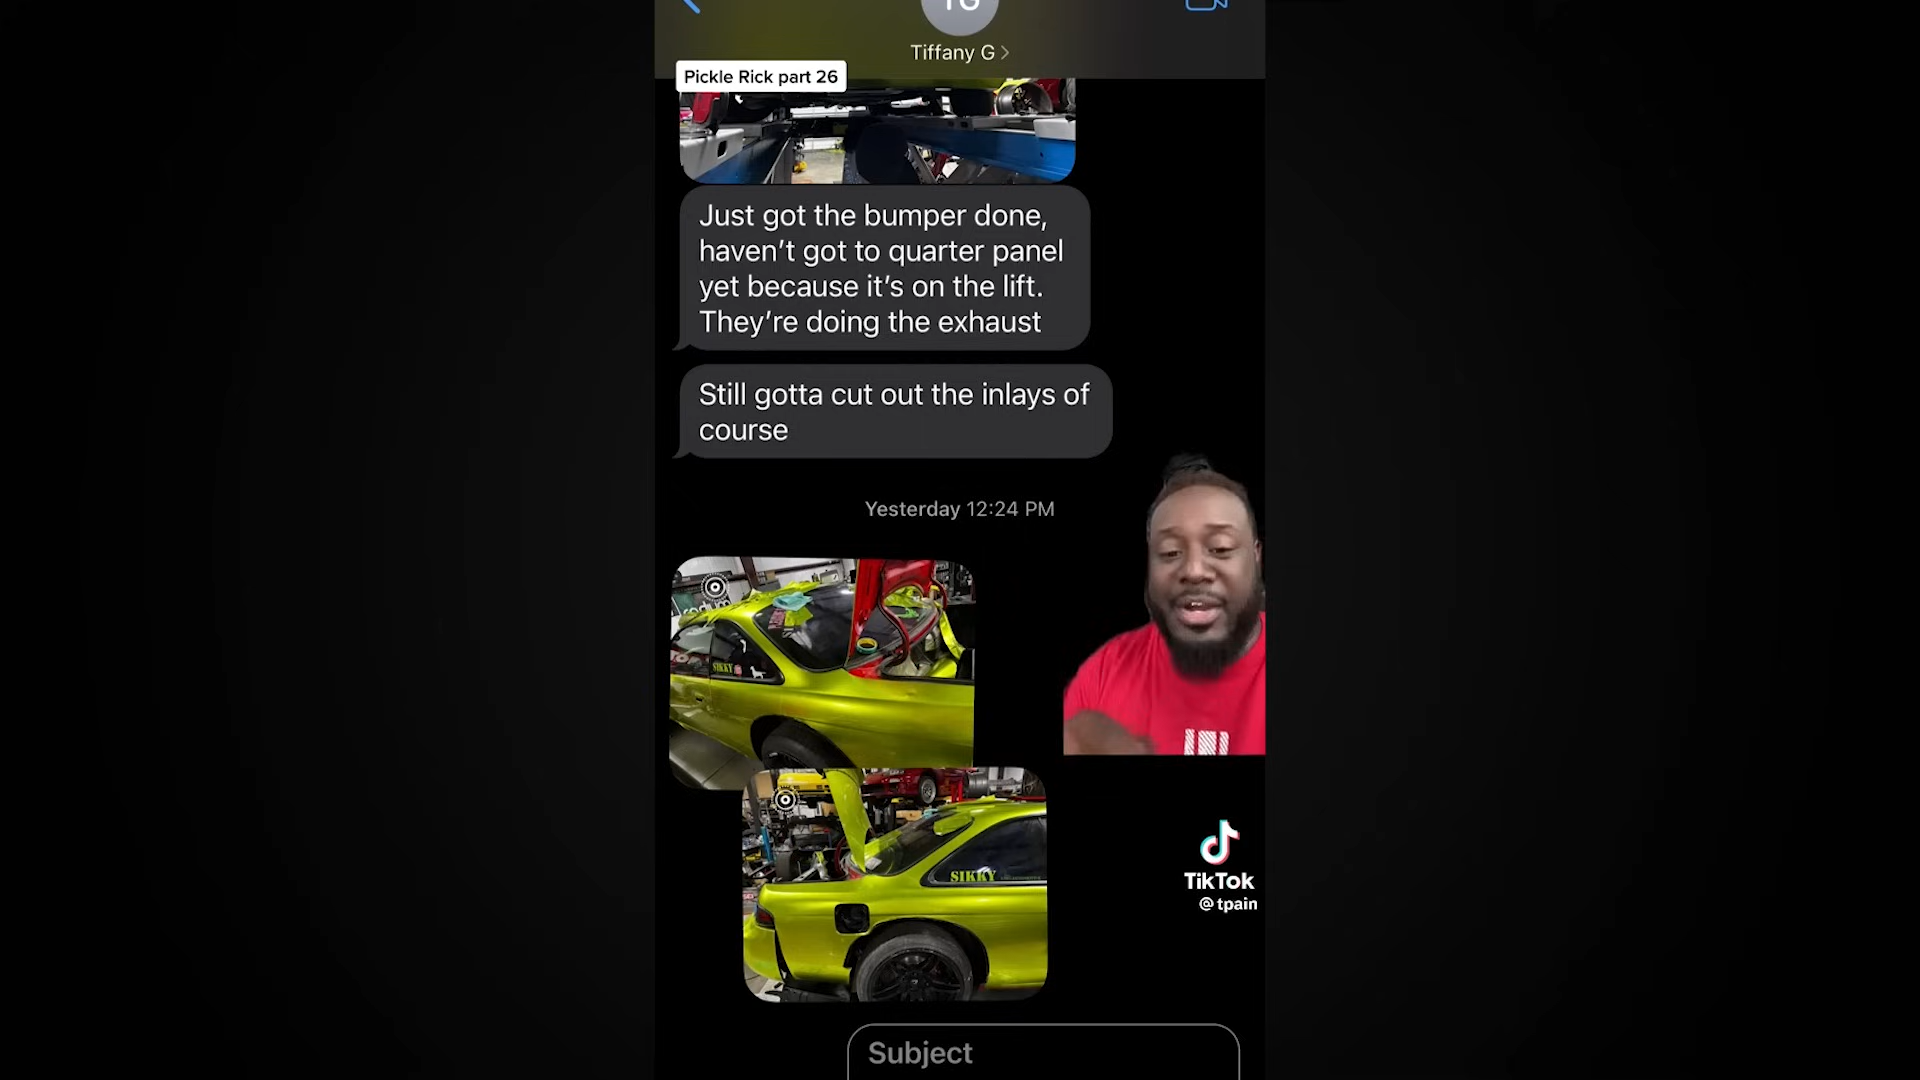 TG
Tiffany G
Pickle Rick part 26
Just got the bumper done,
haven't got to quarter panel
yet because it's on the lift.
They're doing the exhaust
Still gotta cut out the inlays of
course
Yesterday 12:24 PM
SIKKY
SIKKY
TikTok
@tpain
Subject